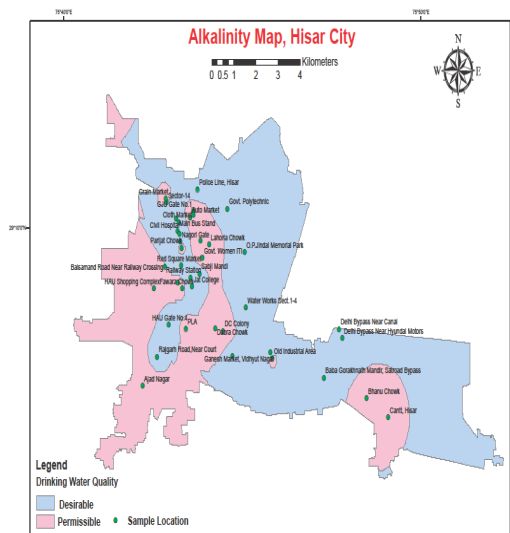 75°40'E
75°50'E
Alkalinity Map, Hisar City
0 0.5 1 2 3 4
Kilometers
N
W E
S
Police Line, Hisar
Grain Market
Sector-14
GJU Gate No.1
Auto Market
Govt. Polytechnic
Cloth Market
Main Bus Stand
Civil Hospital
Nagori Gate
Parijat Chowk
Lahoria Chowk
Govt. Women ITI
O.P.Jindal Memorial Park
Red Square Market
Balsamand Road Near Railway Crossing
Sabji Mandi
Railway Station
HAU Shopping Complex
Fawara Chowk
Jat College
Water Works Sect.1-4
HAU Gate No.4
PLA
DC Colony
Dabra Chowk
Delhi Bypass Near Canal
Delhi Bypass Near,Hyundai Motors
Rajgarh Road,Near Court
Ganesh Market, Vidhyut Nagar
Old Industrial Area
Azad Nagar
Baba Gorakhnath Mandir, Satroad Bypass
Bhanu Chowk
Cantt, Hisar
Legend
Drinking Water Quality
Desirable
Permissible
Sample Location